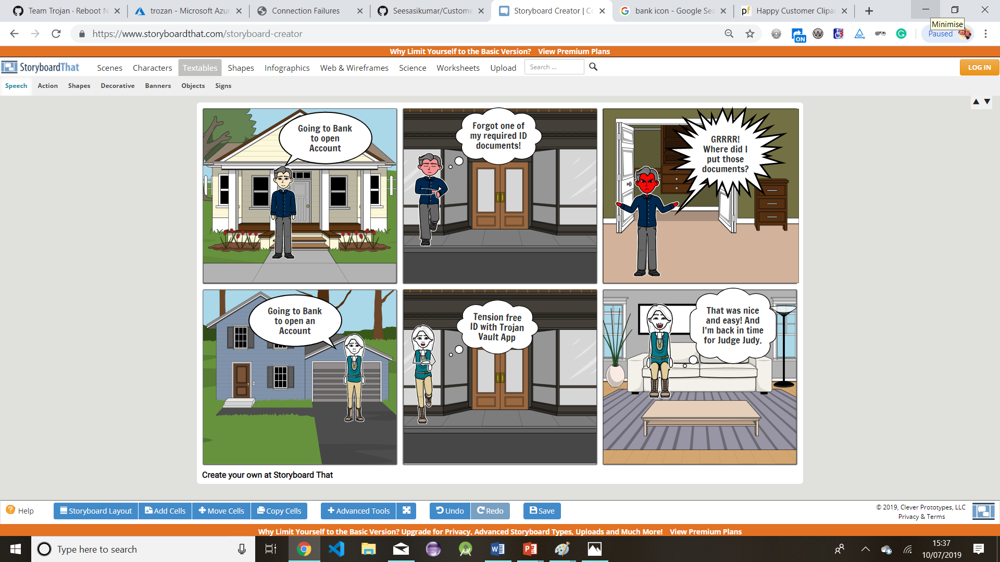 Team Trojan · Reboot N
trozan - Microsoft Azur
Connection Failures
Seesasikumar/Custome
Storyboard Creator | Co
bank icon - Google Sea
Happy Customer Clipar
Minimise
https://www.storyboardthat.com/storyboard-creator
ON
Paused
Why Limit Yourself to the Basic Version? View Premium Plans
StoryboardThat
Scenes Characters Textables Shapes Infographics Web & Wireframes Science Worksheets Upload Search ...
LOG IN
Speech Action Shapes Decorative Banners Objects Signs
Going to Bank
to open
Account
Forgot one of
my required ID
documents!
GRRRR!
Where did I
put those
documents?
Going to Bank
to open an
Account
Tension free
ID with Trojan
Vault App
That was nice
and easy! And
I'm back in time
for Judge Judy.
Create your own at Storyboard That
Help
Storyboard Layout Add Cells Move Cells Copy Cells Advanced Tools Undo Redo Save
© 2019, Clever Prototypes, LLC
Privacy & Terms
Why Limit Yourself to the Basic Version? Upgrade for Privacy, Advanced Storyboard Types, Uploads and Much More! View Premium Plans
Type here to search
15:37
10/07/2019